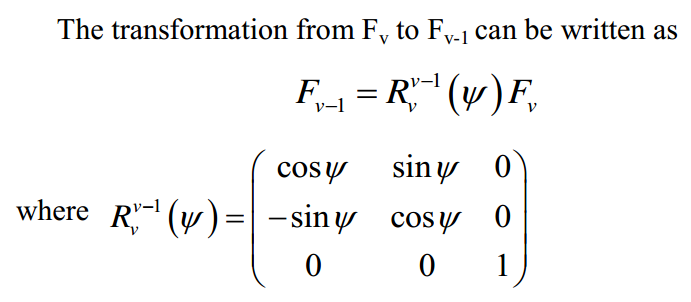 The transformation from F_v to F_{v-1} can be written as
F_{v-1} = R_v^{v-1} (ψ) F_v
where R_v^{v-1} (ψ) = ( cosψ sinψ 0
−sinψ cosψ 0
0 0 1 )